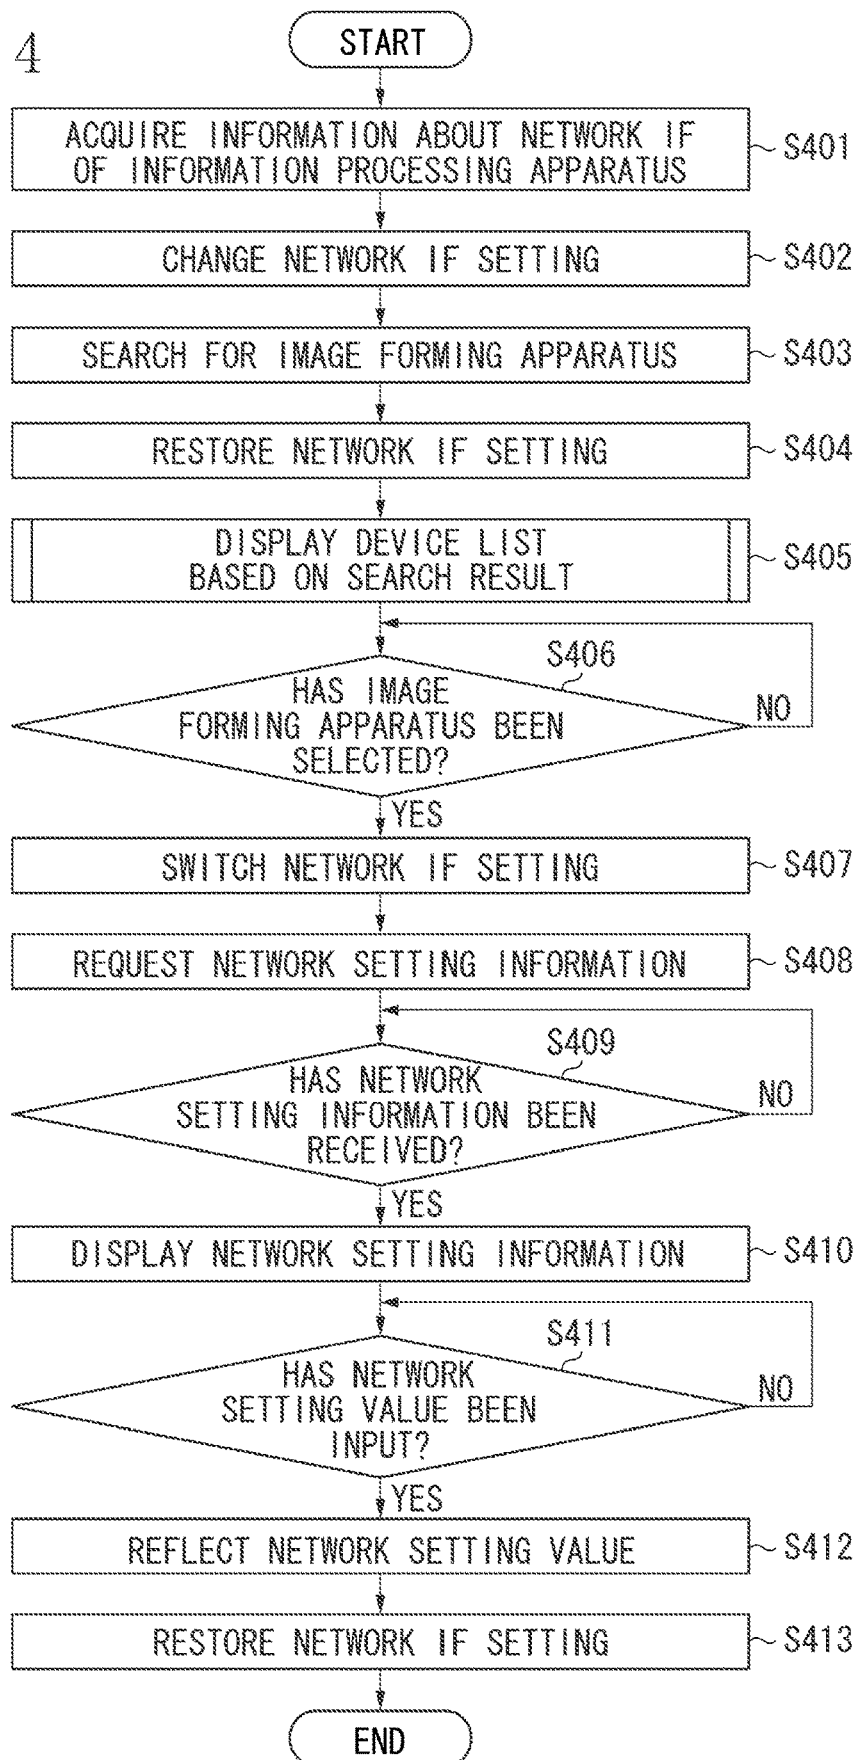 4
START
ACQUIRE INFORMATION ABOUT NETWORK IF
OF INFORMATION PROCESSING APPARATUS
S401
CHANGE NETWORK IF SETTING
S402
SEARCH FOR IMAGE FORMING APPARATUS
S403
RESTORE NETWORK IF SETTING
S404
DISPLAY DEVICE LIST
BASED ON SEARCH RESULT
S405
S406
HAS IMAGE
FORMING APPARATUS BEEN
SELECTED?
NO
YES
SWITCH NETWORK IF SETTING
S407
REQUEST NETWORK SETTING INFORMATION
S408
S409
HAS NETWORK
SETTING INFORMATION BEEN
RECEIVED?
NO
YES
DISPLAY NETWORK SETTING INFORMATION
S410
S411
HAS NETWORK
SETTING VALUE BEEN
INPUT?
NO
YES
REFLECT NETWORK SETTING VALUE
S412
RESTORE NETWORK IF SETTING
S413
END